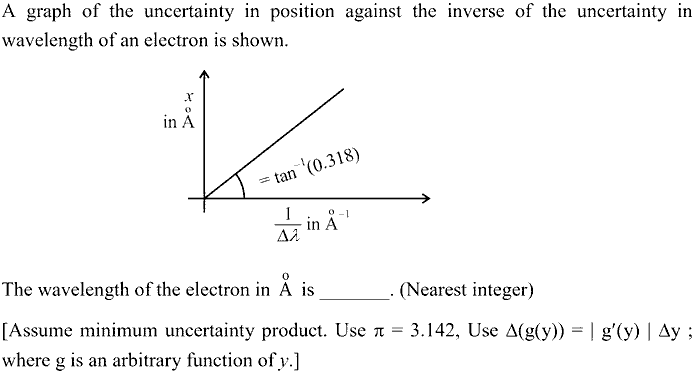 A graph of the uncertainty in position against the inverse of the uncertainty in
wavelength of an electron is shown.
x
in Å
= tan⁻¹(0.318)
1/Δλ in Å⁻¹
The wavelength of the electron in Å is ______. (Nearest integer)
[Assume minimum uncertainty product. Use π = 3.142, Use Δ(g(y)) = | g′(y) | Δy ;
where g is an arbitrary function of y.]